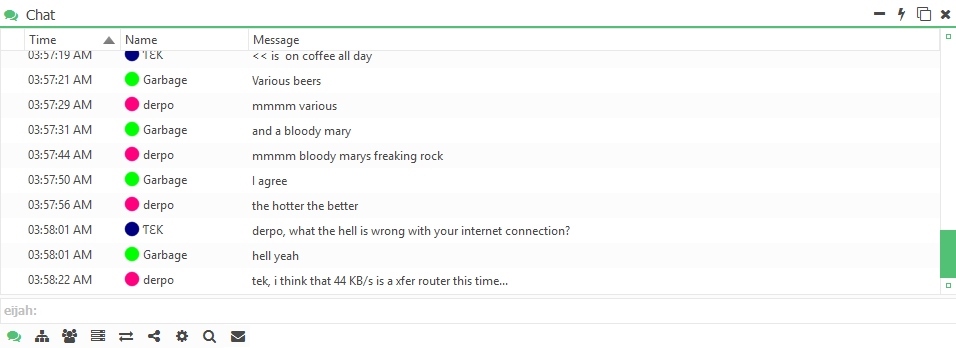 Chat
Time Name Message
03:57:19 AM TEK << is on coffee all day
03:57:21 AM Garbage Various beers
03:57:29 AM derpo mmmm various
03:57:31 AM Garbage and a bloody mary
03:57:44 AM derpo mmmm bloody marys freaking rock
03:57:50 AM Garbage I agree
03:57:56 AM derpo the hotter the better
03:58:01 AM TEK derpo, what the hell is wrong with your internet connection?
03:58:01 AM Garbage hell yeah
03:58:22 AM derpo tek, i think that 44 KB/s is a xfer router this time...
eijah: